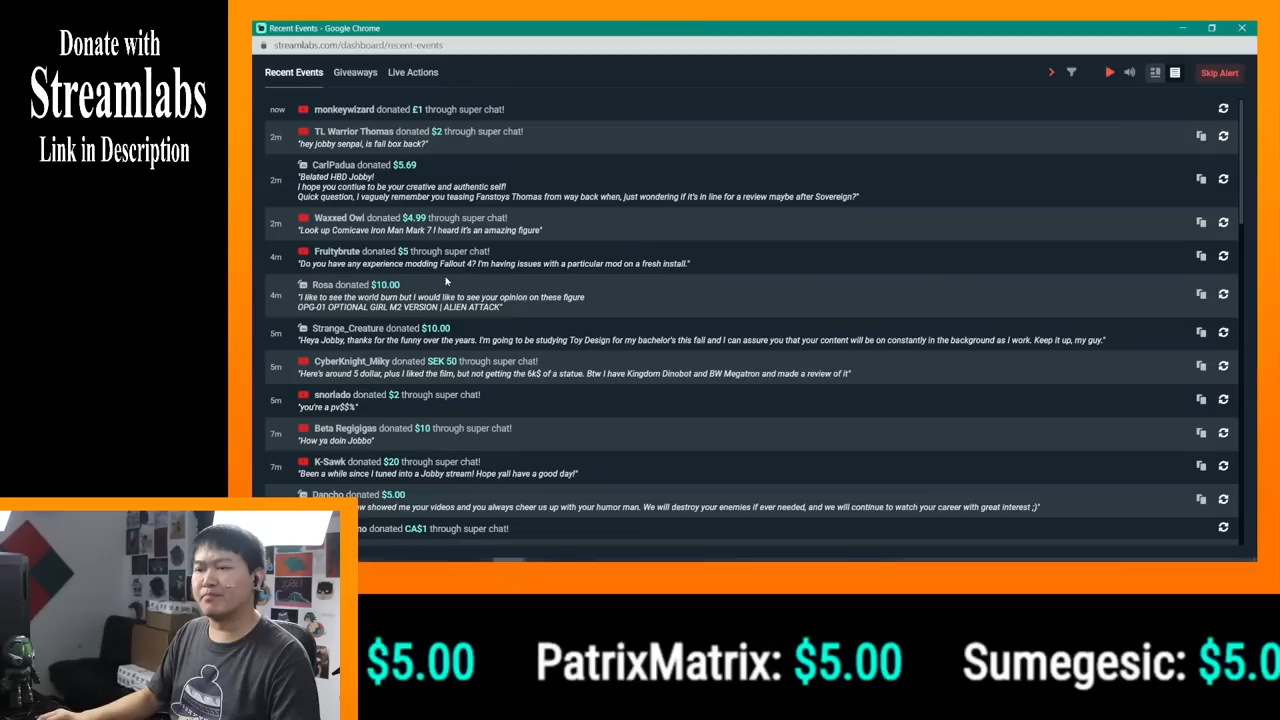 Donate with
Streamlabs
Link in Description
Recent Events - Google Chrome
streamlabs.com/dashboard/recent-events
Recent Events Giveaways Live Actions Skip Alert
now monkeywizard donated £1 through super chat!
TL Warrior Thomas donated $2 through super chat!
2m "hey jobby senpai, is fall box back?"
CarlPadua donated $5.69
"Belated HBD Jobby!
2m I hope you contiue to be your creative and authentic self!
Quick question, I vaguely remember you teasing Fanstoys Thomas from way back when, just wondering if it's in line for a review maybe after Sovereign?"
Waxxed Owl donated $4.99 through super chat!
2m "Look up Comicave Iron Man Mark 7 I heard it's an amazing figure"
Fruitybrute donated $5 through super chat!
4m "Do you have any experience modding Fallout 4? I'm having issues with a particular mod on a fresh install."
Rosa donated $10.00
4m "I like to see the world burn but I would like to see your opinion on these figure
OPG-01 OPTIONAL GIRL M2 VERSION | ALIEN ATTACK"
Strange_Creature donated $10.00
5m "Heya Jobby, thanks for the funny over the years. I'm going to be studying Toy Design for my bachelor's this fall and I can assure you that your content will be on constantly in the background as I work. Keep it up, my guy."
CyberKnight_Miky donated SEK 50 through super chat!
5m "Here's around 5 dollar, plus I liked the film, but not getting the 6k$ of a statue. Btw I have Kingdom Dinobot and BW Megatron and made a review of it"
snorlado donated $2 through super chat!
5m "you're a pv$$%"
Beta Regigigas donated $10 through super chat!
7m "How ya doin Jobbo"
K-Sawk donated $20 through super chat!
7m "Been a while since I tuned into a Jobby stream! Hope yall have a good day!"
Dancho donated $5.00
showed me your videos and you always cheer us up with your humor man. We will destroy your enemies if ever needed, and we will continue to watch your career with great interest ;)"
donated CA$1 through super chat!
$5.00 PatrixMatrix: $5.00 Sumegesic: $5.0